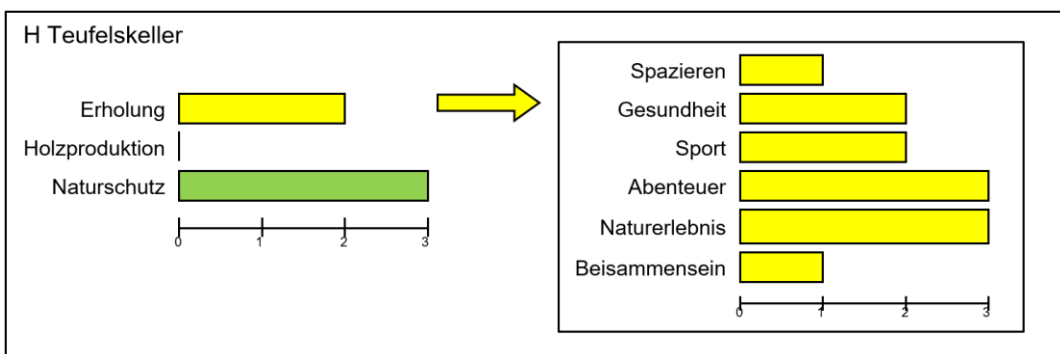 H Teufelskeller
Erholung
Holzproduktion
Naturschutz
0 1 2 3
Spazieren
Gesundheit
Sport
Abenteuer
Naturerlebnis
Beisammensein
0 1 2 3